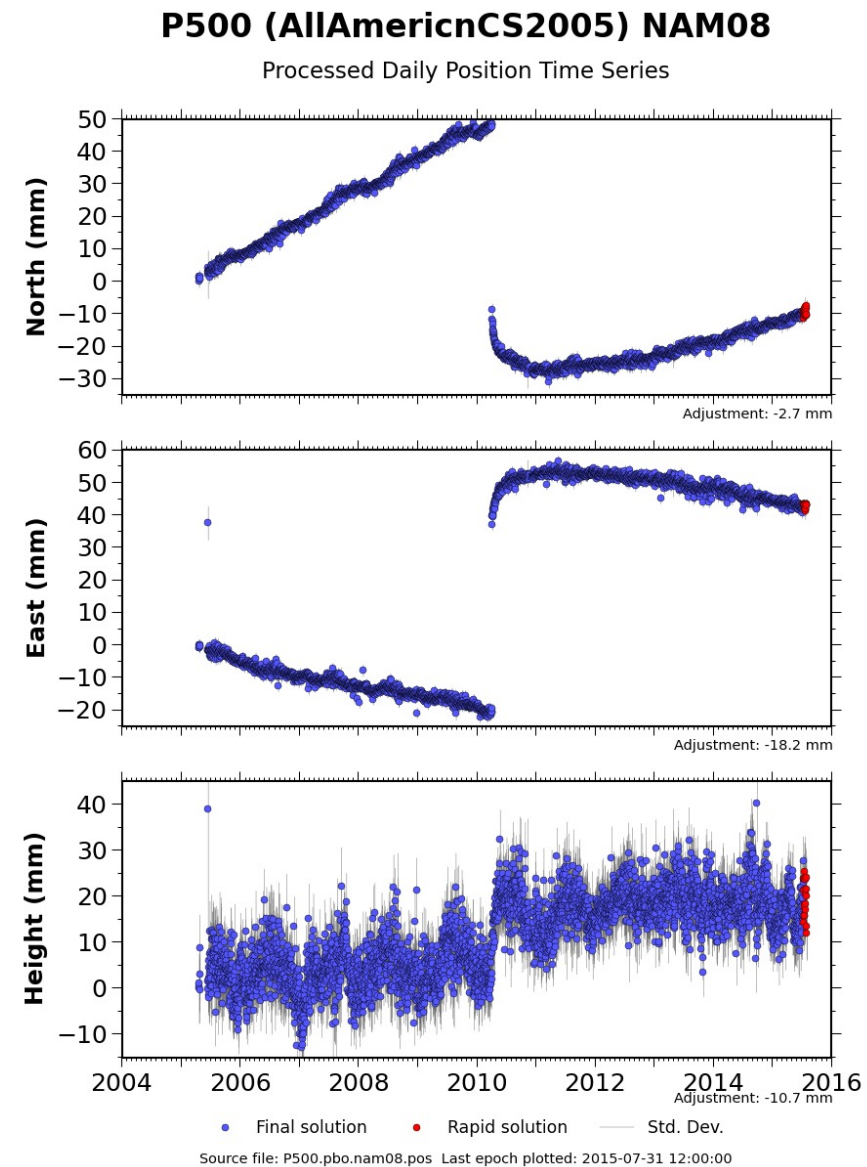 P500 (AllAmericnCS2005) NAM08
Processed Daily Position Time Series
North (mm)
50
40
30
20
10
0
−10
−20
−30
Adjustment: -2.7 mm
East (mm)
60
50
40
30
20
10
0
−10
−20
Adjustment: -18.2 mm
Height (mm)
40
30
20
10
0
−10
2004 2006 2008 2010 2012 2014 2016
Adjustment: -10.7 mm
Final solution Rapid solution Std. Dev.
Source file: P500.pbo.nam08.pos Last epoch plotted: 2015-07-31 12:00:00